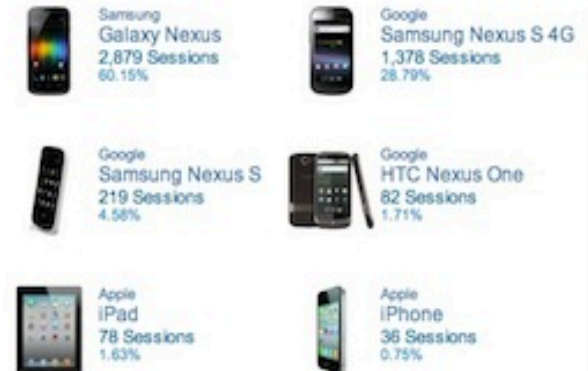 Samsung
Galaxy Nexus
2,879 Sessions
60.15%
Google
Samsung Nexus S 4G
1,378 Sessions
28.79%
Google
Samsung Nexus S
219 Sessions
4.58%
Google
HTC Nexus One
82 Sessions
1.71%
Apple
iPad
78 Sessions
1.63%
Apple
iPhone
36 Sessions
0.75%